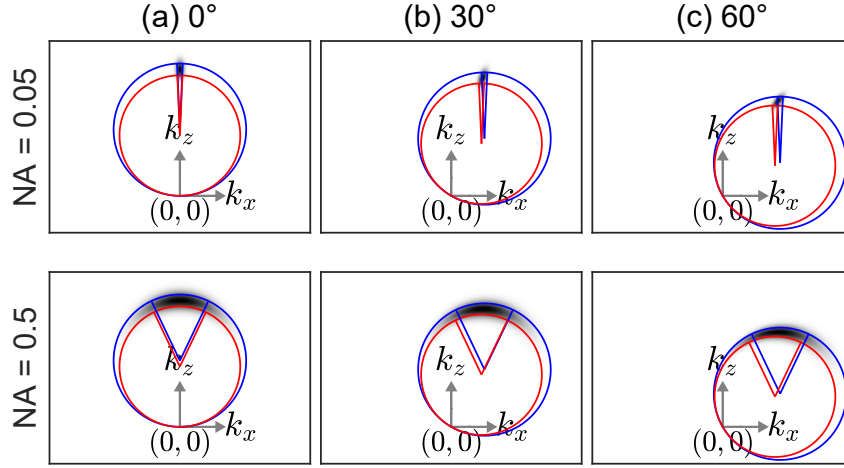 (a) 0° (b) 30° (c) 60°
NA = 0.05
k_z k_z k_z
k_x k_x k_x
(0, 0) (0, 0) (0, 0)
NA = 0.5
k_z k_z k_z
k_x k_x k_x
(0, 0) (0, 0) (0, 0)